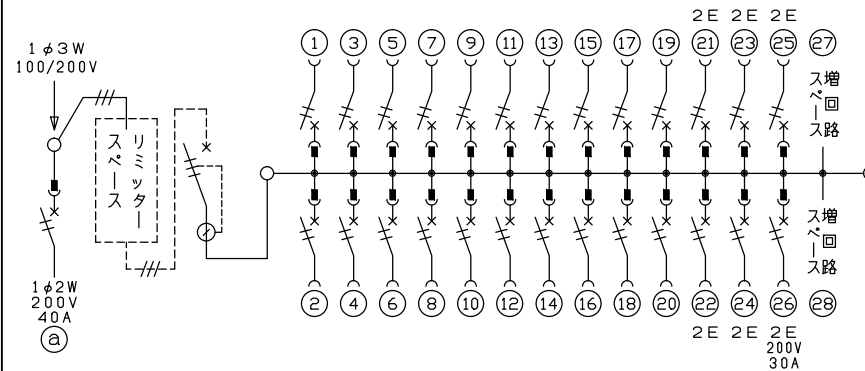 2E 2E 2E
1 3 5 7 9 11 13 15 17 19 21 23 25 27
1φ3W
100/200V
増回路
スペース
リミッター
スペース
増回路
スペース
1φ2W
200V
40A
a
2 4 6 8 10 12 14 16 18 20 22 24 26 28
2E 2E 2E
200V
30A